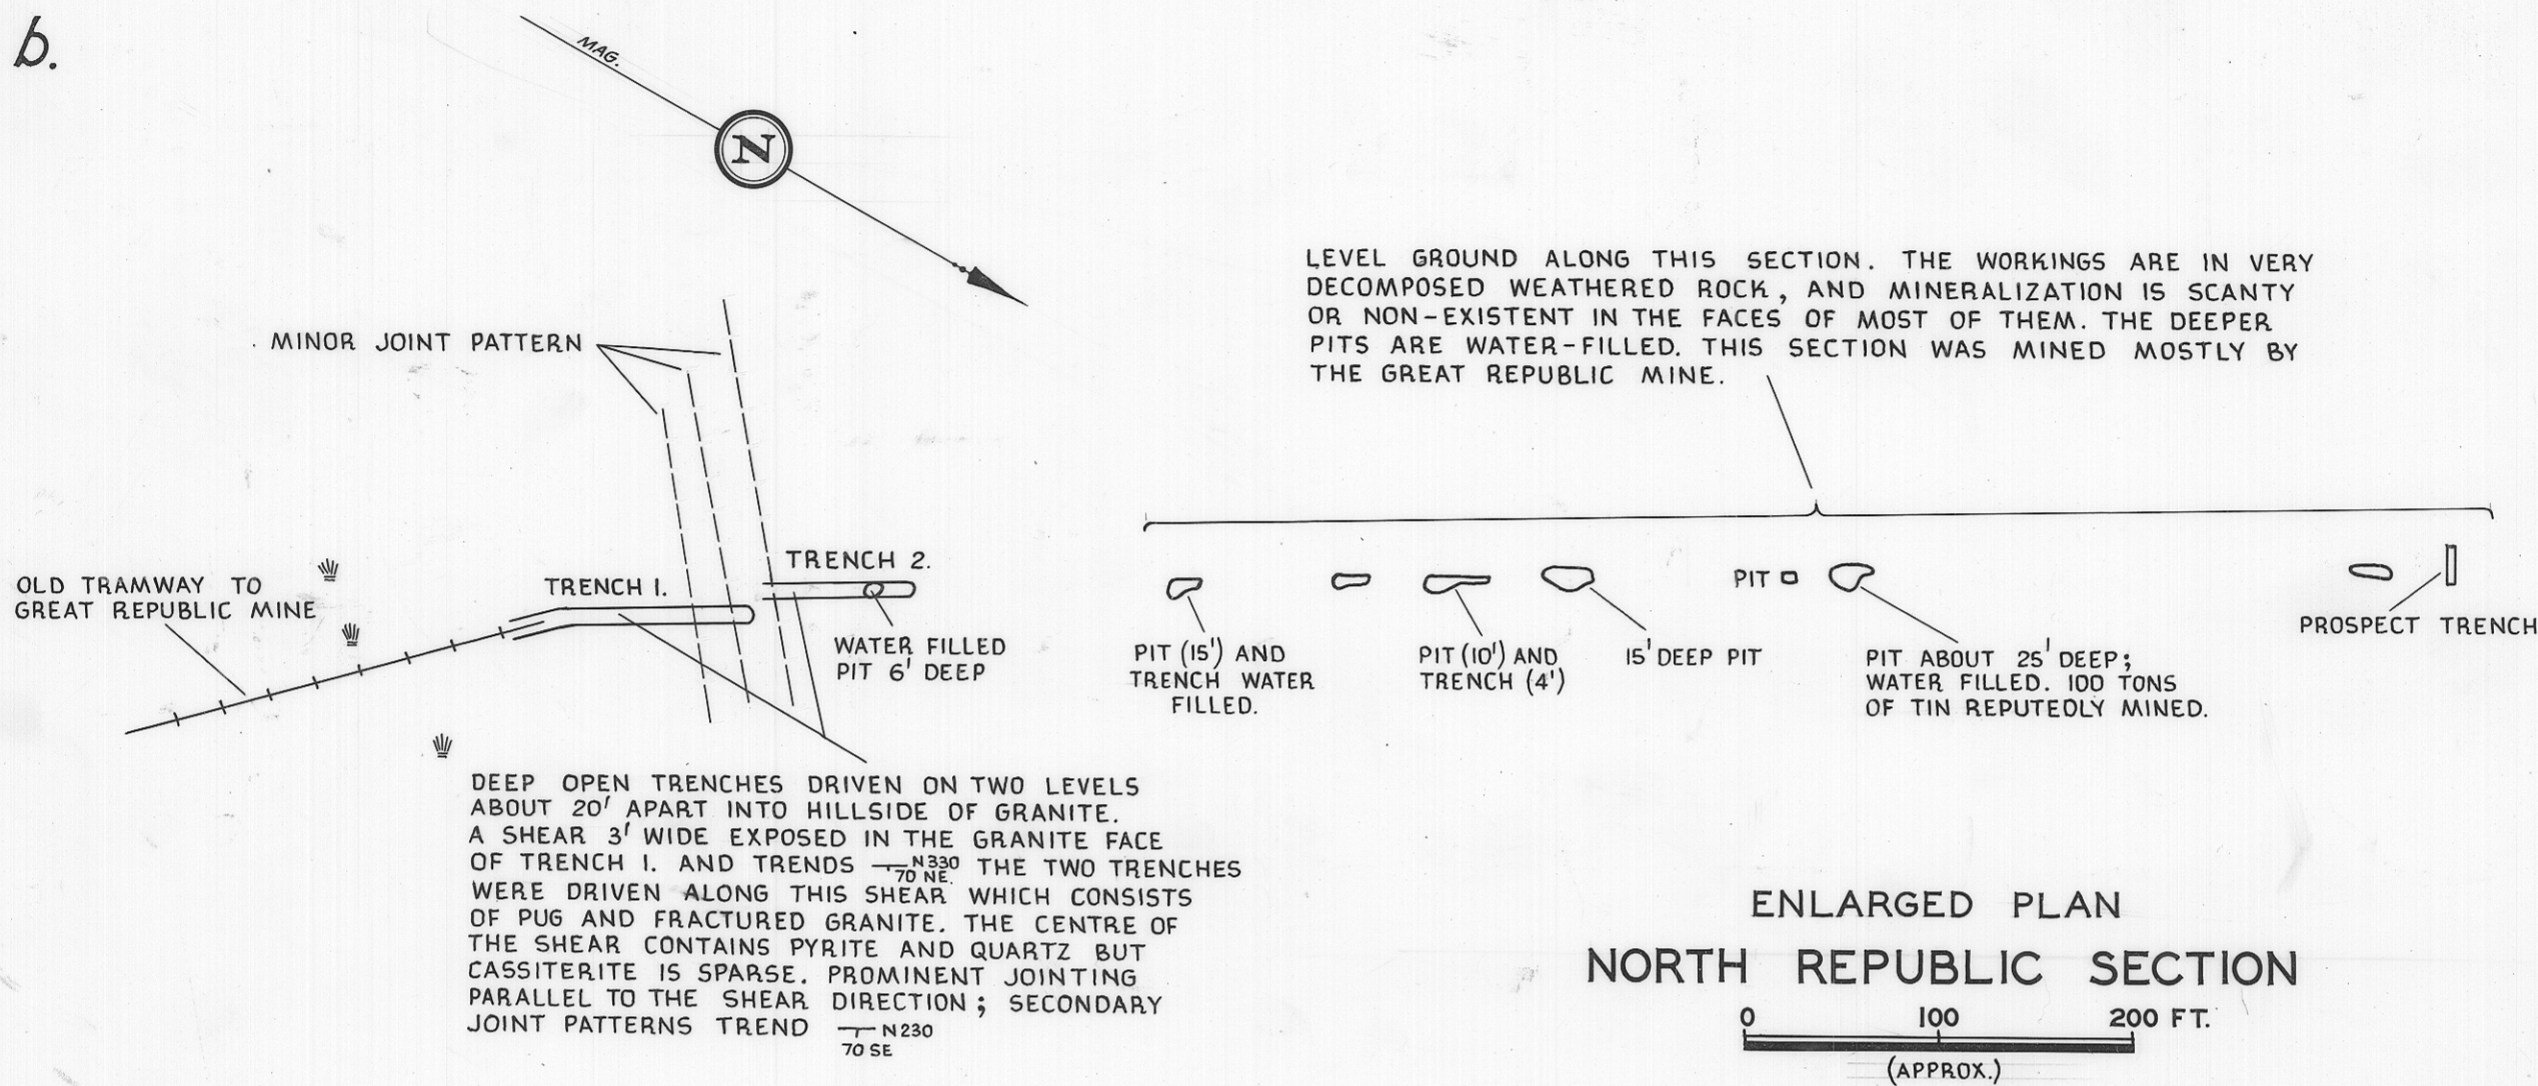 b.
MAG.
N
MINOR JOINT PATTERN
LEVEL GROUND ALONG THIS SECTION. THE WORKINGS ARE IN VERY
DECOMPOSED WEATHERED ROCK, AND MINERALIZATION IS SCANTY
OR NON-EXISTENT IN THE FACES OF MOST OF THEM. THE DEEPER
PITS ARE WATER-FILLED. THIS SECTION WAS MINED MOSTLY BY
THE GREAT REPUBLIC MINE.
OLD TRAMWAY TO
GREAT REPUBLIC MINE
TRENCH 1.
TRENCH 2.
WATER FILLED
PIT 6' DEEP
PIT (15') AND
TRENCH WATER
FILLED.
PIT (10') AND
TRENCH (4')
15' DEEP PIT
PIT
PIT ABOUT 25' DEEP;
WATER FILLED. 100 TONS
OF TIN REPUTEDLY MINED.
PROSPECT TRENCH
DEEP OPEN TRENCHES DRIVEN ON TWO LEVELS
ABOUT 20' APART INTO HILLSIDE OF GRANITE.
A SHEAR 3' WIDE EXPOSED IN THE GRANITE FACE
OF TRENCH 1. AND TRENDS N330 70 NE. THE TWO TRENCHES
WERE DRIVEN ALONG THIS SHEAR WHICH CONSISTS
OF PUG AND FRACTURED GRANITE. THE CENTRE OF
THE SHEAR CONTAINS PYRITE AND QUARTZ BUT
CASSITERITE IS SPARSE. PROMINENT JOINTING
PARALLEL TO THE SHEAR DIRECTION; SECONDARY
JOINT PATTERNS TREND N230
70 SE
ENLARGED PLAN
NORTH REPUBLIC SECTION
0 100 200 FT.
(APPROX.)